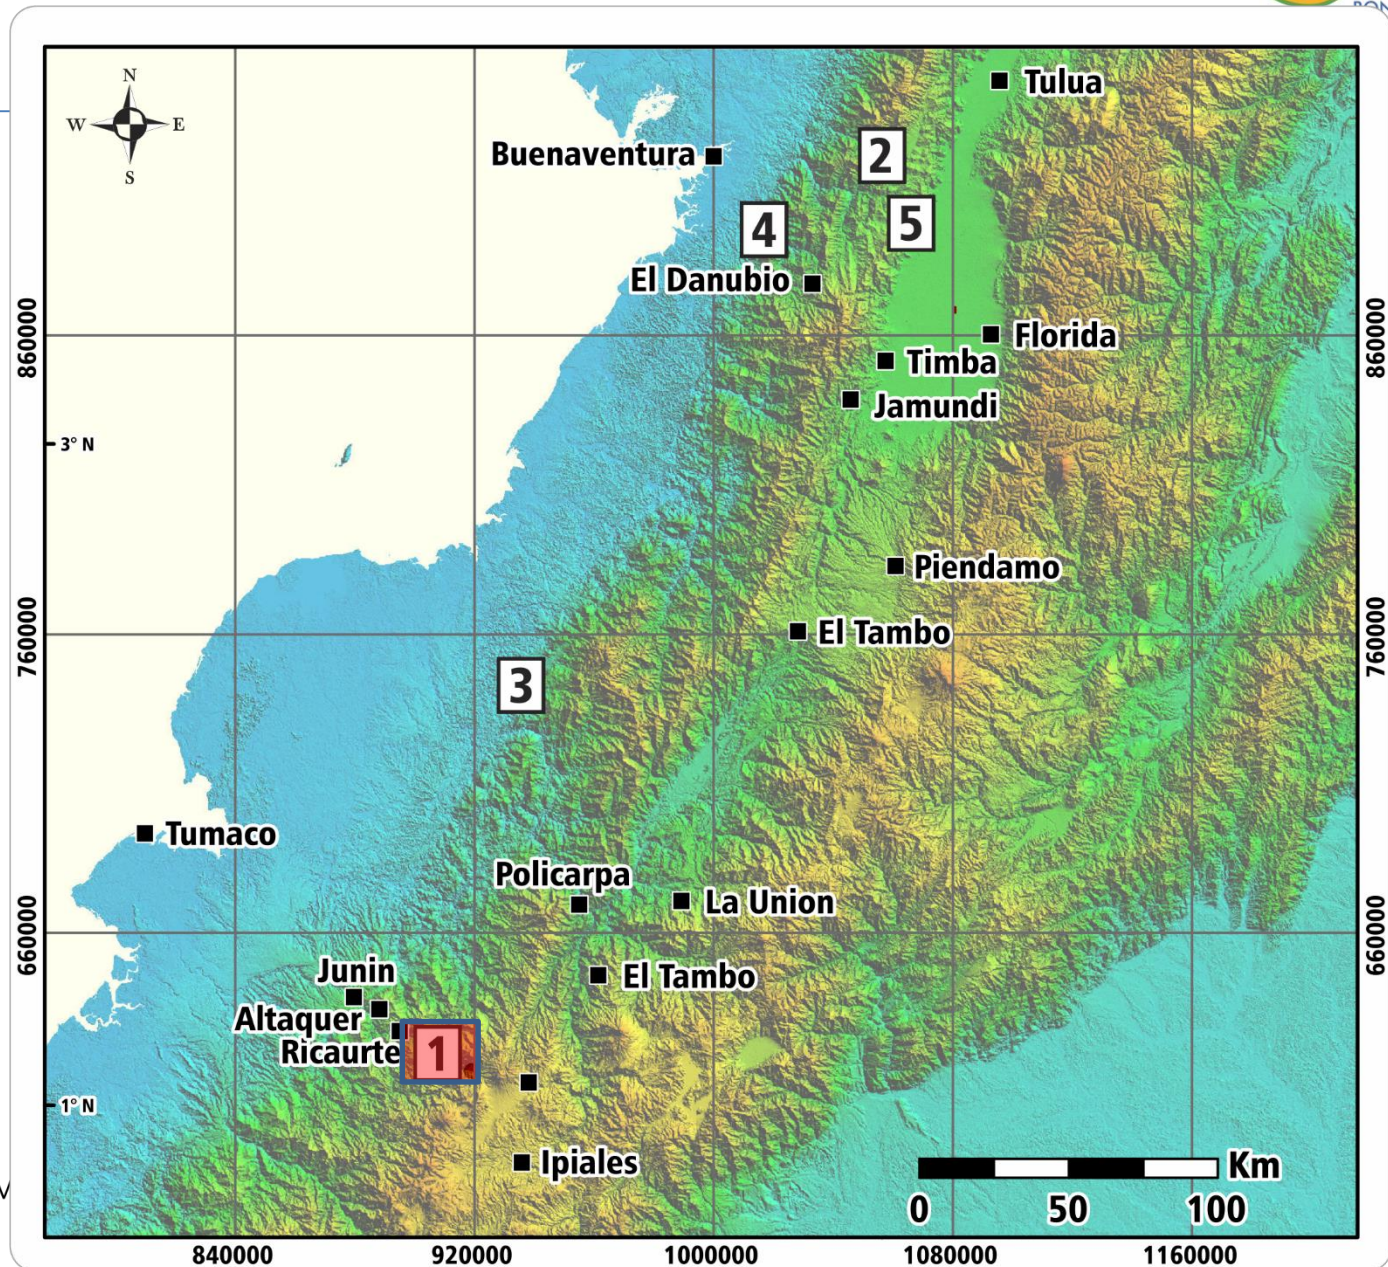 N
W E
S
Tulua
Buenaventura
2
4
5
El Danubio
860000
860000
Florida
Timba
Jamundi
3° N
Piendamo
760000
760000
El Tambo
3
Tumaco
Policarpa
La Union
660000
660000
Junin
El Tambo
Altaquer
Ricaurte
1
1° N
Ipiales
Km
0 50 100
840000 920000 1000000 1080000 1160000